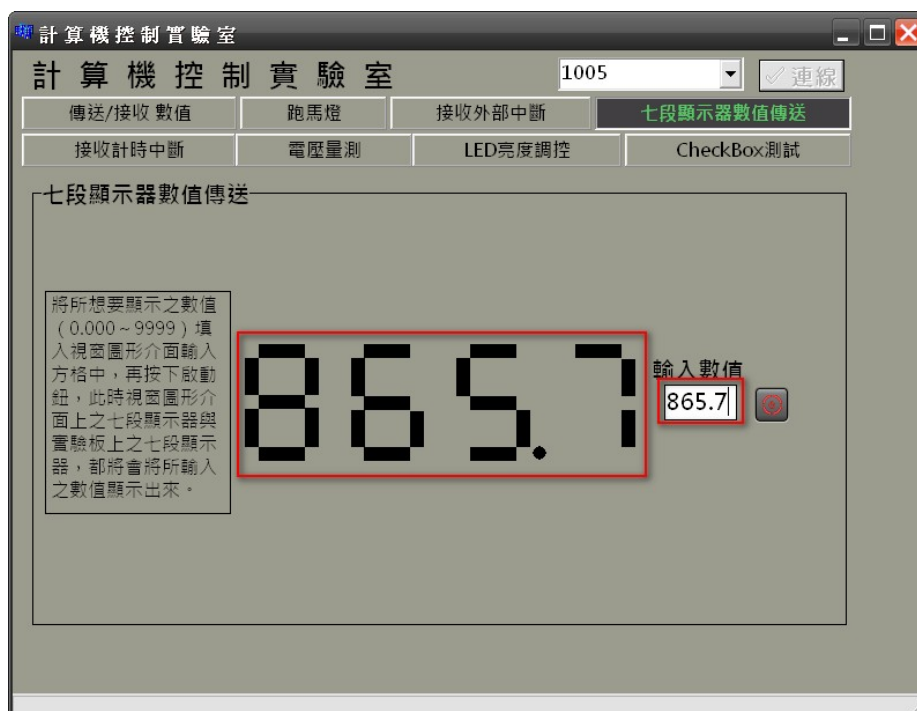 計算機控制實驗室
計算機控制實驗室
1005
連線
傳送/接收 數值
跑馬燈
接收外部中斷
七段顯示器數值傳送
接收計時中斷
電壓量測
LED亮度調控
CheckBox測試
七段顯示器數值傳送
將所想要顯示之數值
(0.000~9999)填
入視窗圖形介面輸入
方格中,再按下啟動
鈕,此時視窗圖形介
面上之七段顯示器與
實驗板上之七段顯示
器,都將會將所輸入
之數值顯示出來。
865.7
輸入數值
865.7